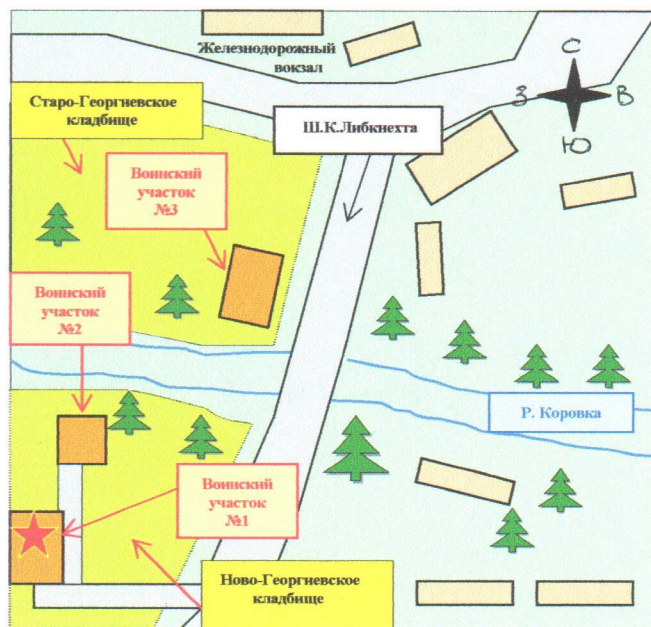 Железнодорожный
вокзал
С
З
В
Ю
Старо-Георгиевское
кладбище
Ш.К.Либкнехта
Воинский
участок
№3
Воинский
участок
№2
Р. Коровка
Воинский
участок
№1
Ново-Георгиевское
кладбище